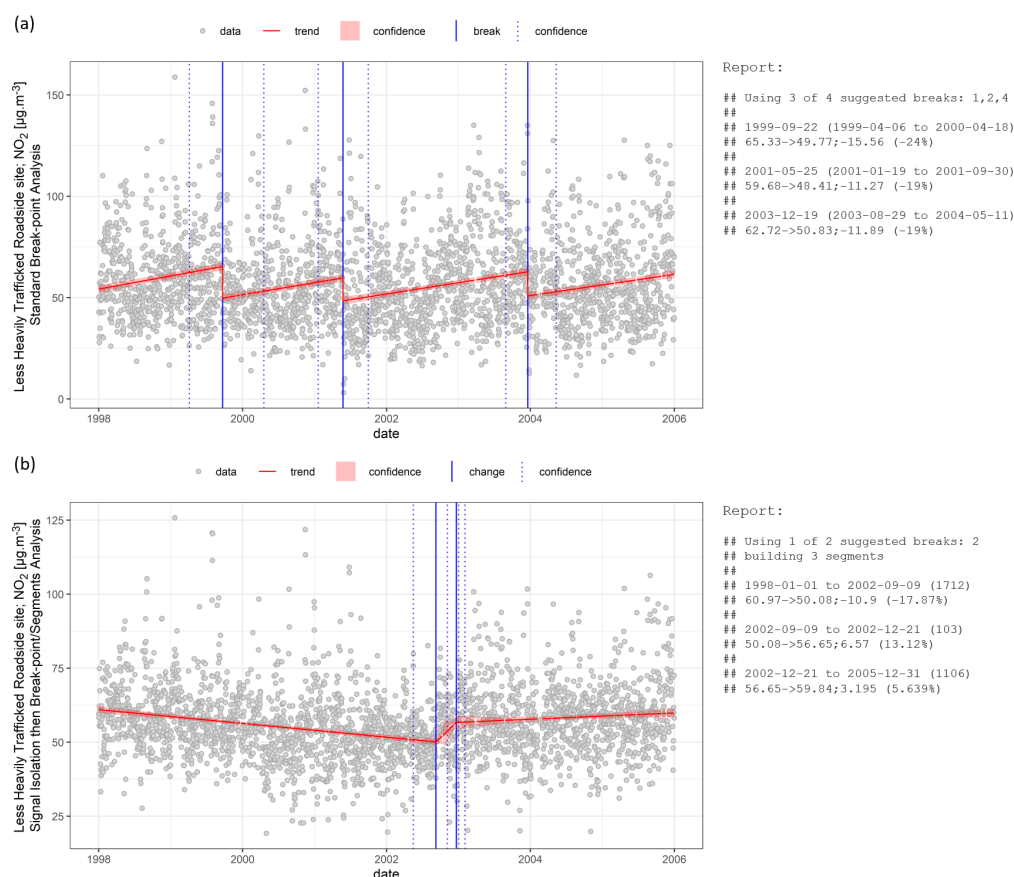 (a)
data trend confidence break confidence
Less Heavily Trafficked Roadside site; NO2 [µg.m-3]
Standard Break-point Analysis
150
100
50
0
1998 2000 2002 2004 2006
date
Report:
## Using 3 of 4 suggested breaks: 1,2,4
##
## 1999-09-22 (1999-04-06 to 2000-04-18)
## 65.33->49.77;-15.56 (-24%)
##
## 2001-05-25 (2001-01-19 to 2001-09-30)
## 59.68->48.41;-11.27 (-19%)
##
## 2003-12-19 (2003-08-29 to 2004-05-11)
## 62.72->50.83;-11.89 (-19%)
(b)
data trend confidence change confidence
Less Heavily Trafficked Roadside site; NO2 [µg.m-3]
Signal Isolation then Break-point/Segments Analysis
125
100
75
50
25
1998 2000 2002 2004 2006
date
Report:
## Using 1 of 2 suggested breaks: 2
## building 3 segments
##
## 1998-01-01 to 2002-09-09 (1712)
## 60.97->50.08;-10.9 (-17.87%)
##
## 2002-09-09 to 2002-12-21 (103)
## 50.08->56.65;6.57 (13.12%)
##
## 2002-12-21 to 2005-12-31 (1106)
## 56.65->59.84;3.195 (5.639%)